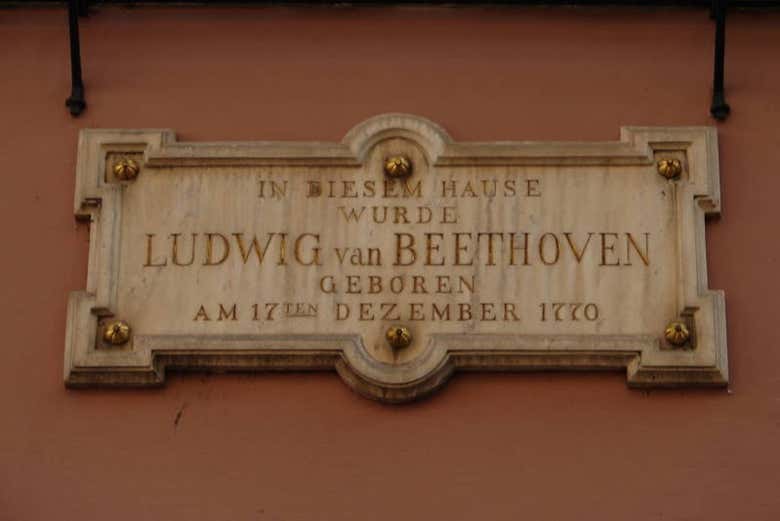 IN DIESEM HAUSE
WURDE
LUDWIG van BEETHOVEN
GEBOREN
AM 17TEN DEZEMBER 1770